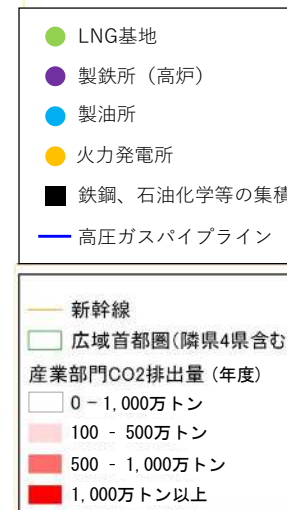 LNG基地
製鉄所（高炉）
製油所
火力発電所
鉄鋼、石油化学等の集積
高圧ガスパイプライン
新幹線
広域首都圏(隣県4県含む
産業部門CO2排出量 (年度)
0 - 1,000万トン
100 - 500万トン
500 - 1,000万トン
1,000万トン以上